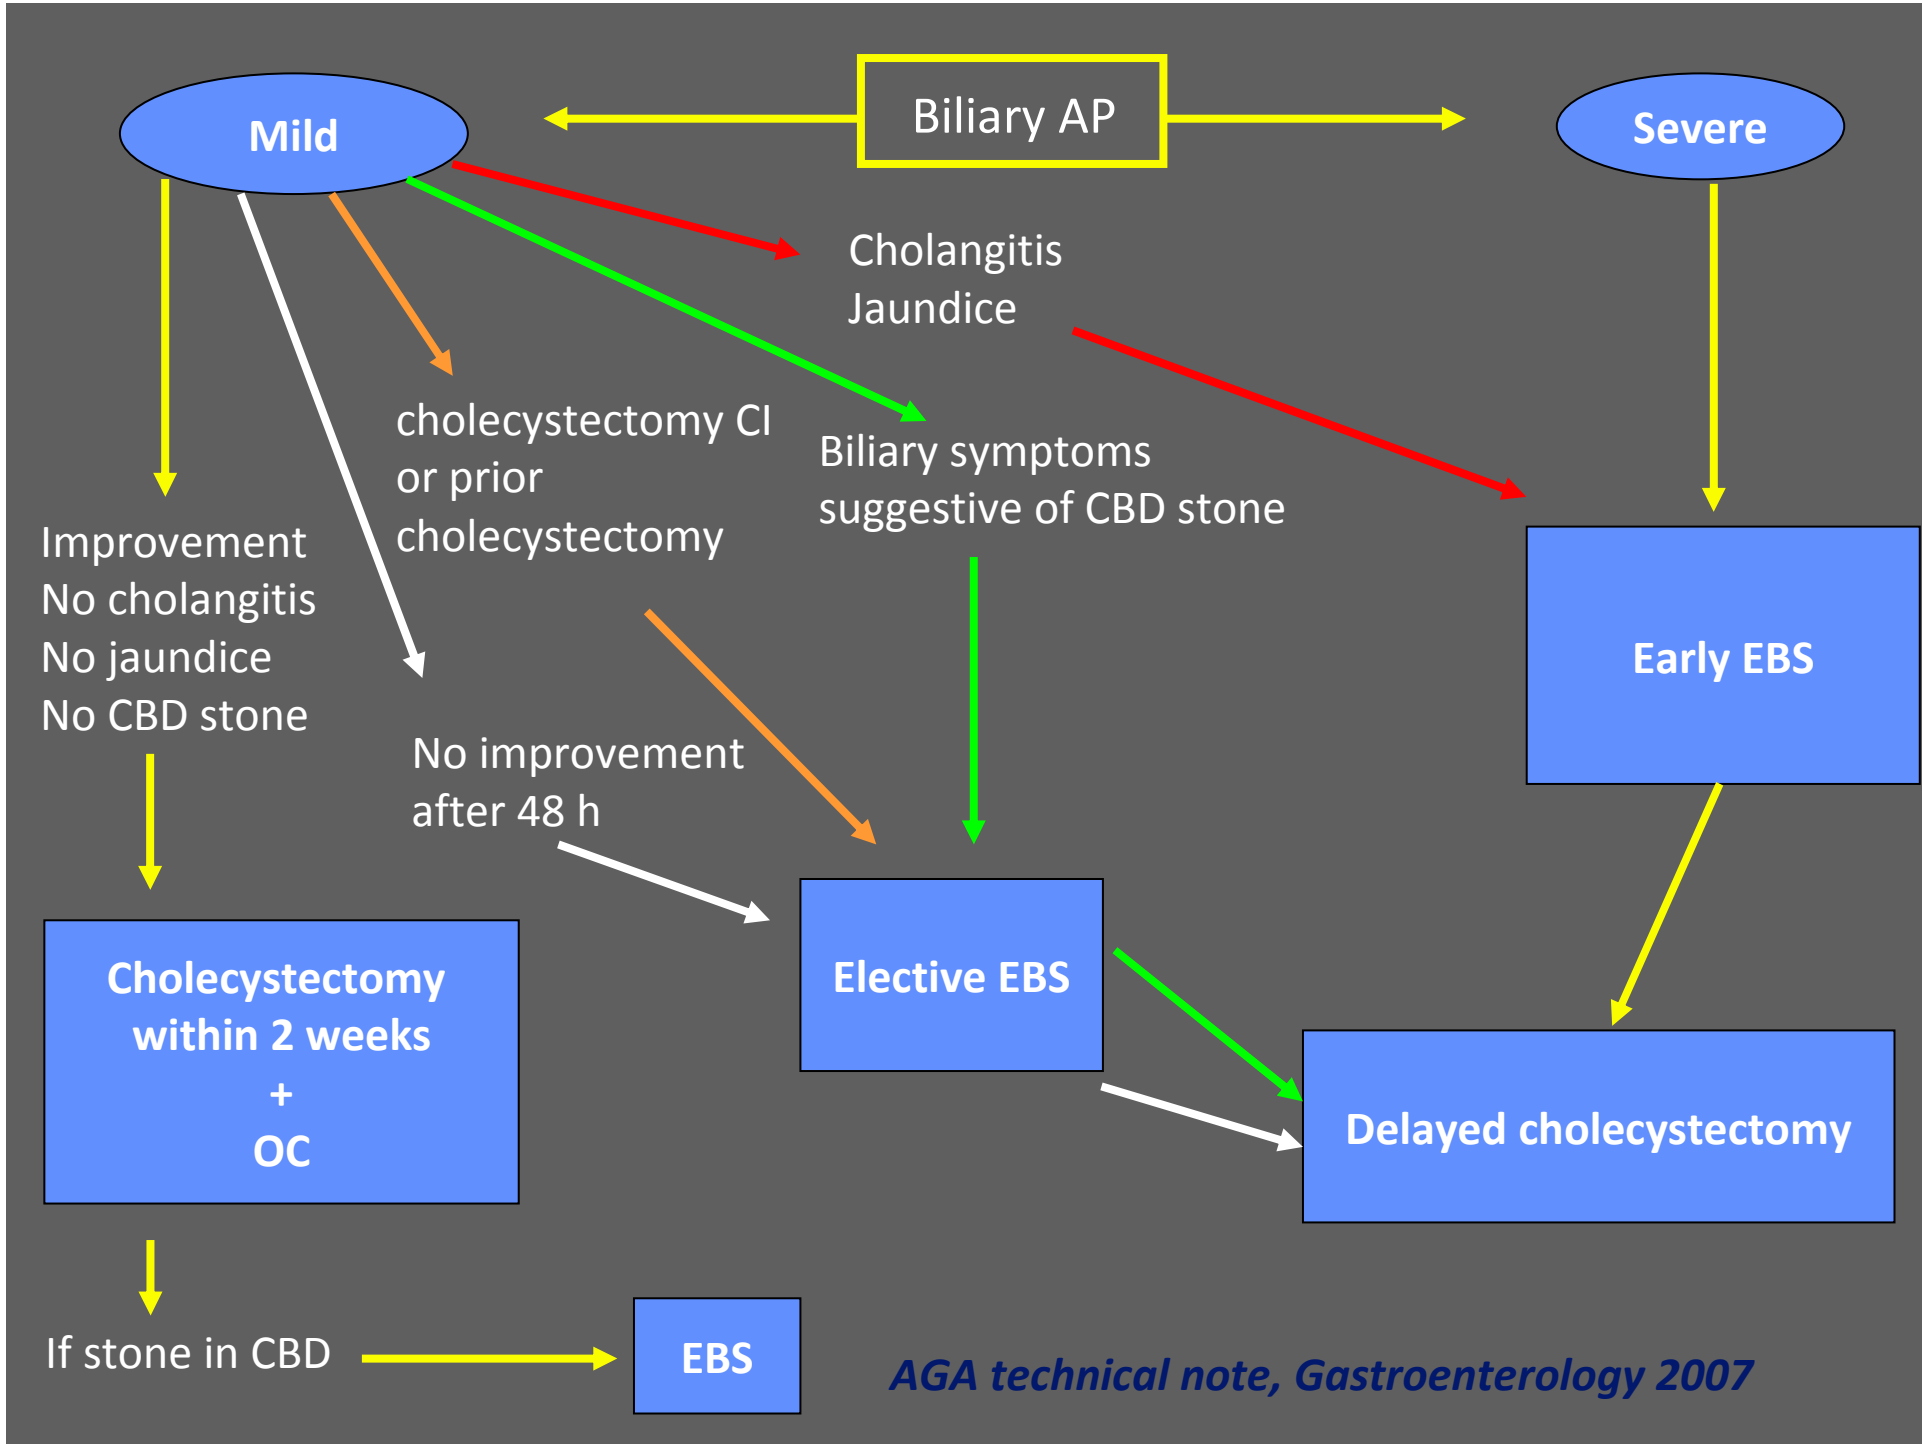 Biliary AP
Mild
Severe
Cholangitis
Jaundice
cholecystectomy CI
or prior
cholecystectomy
Biliary symptoms
suggestive of CBD stone
Improvement
No cholangitis
No jaundice
No CBD stone
No improvement
after 48 h
Early EBS
Elective EBS
Cholecystectomy
within 2 weeks
+
OC
Delayed cholecystectomy
If stone in CBD
EBS
AGA technical note, Gastroenterology 2007